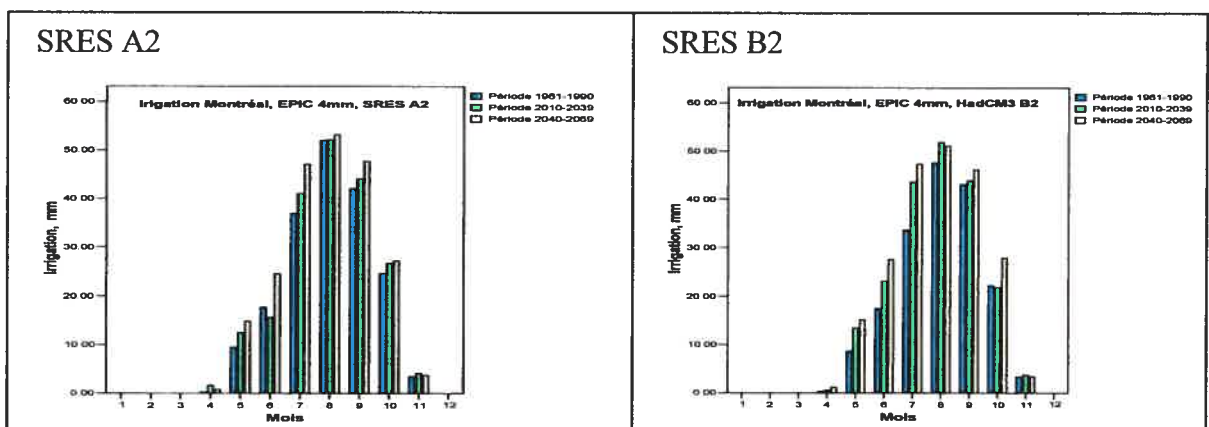 SRES A2
Irigation Montréal, EPIC 4mm, SRES A2
Période 1961-1990
Période 2010-2039
Période 2040-2069
Irrigation, mm
60 00
50 00
40 00
30 00
20 00
10 00
0 00
1 2 3 4 5 6 7 8 9 10 11 12
Mois
SRES B2
Irrigation Montréal, EPIC 4mm, HadCM3 B2
Période 1961-1990
Période 2010-2039
Période 2040-2069
Irrigation, mm
60 00
50 00
40 00
30 00
20 00
10 00
0 00
1 2 3 4 5 6 7 8 9 10 11 12
Mois